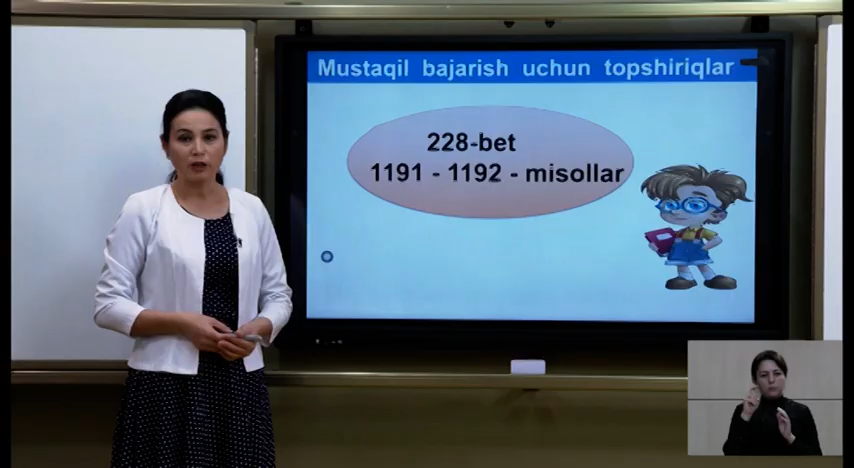 Mustaqil bajarish uchun topshiriqlar
228-bet
1191 - 1192 - misollar